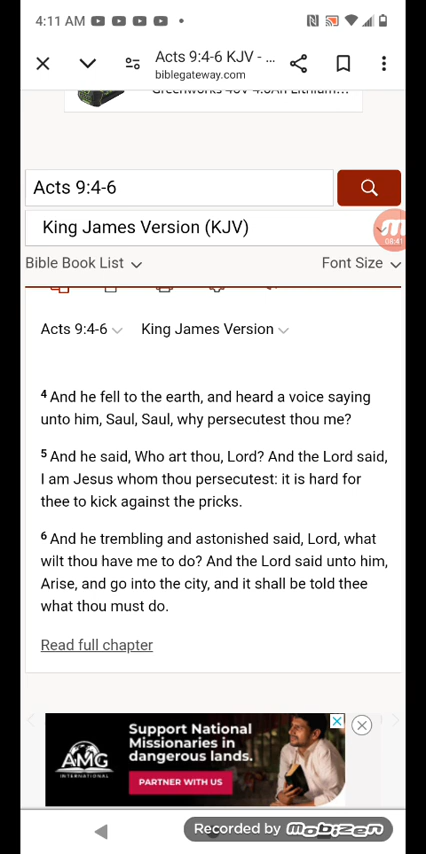 4:11 AM
Acts 9:4-6 KJV - ...
biblegateway.com
Acts 9:4-6
King James Version (KJV)
08:41
Bible Book List
Font Size
Acts 9:4-6 King James Version
4 And he fell to the earth, and heard a voice saying
unto him, Saul, Saul, why persecutest thou me?
5 And he said, Who art thou, Lord? And the Lord said,
I am Jesus whom thou persecutest: it is hard for
thee to kick against the pricks.
6 And he trembling and astonished said, Lord, what
wilt thou have me to do? And the Lord said unto him,
Arise, and go into the city, and it shall be told thee
what thou must do.
Read full chapter
Support National
Missionaries in
dangerous lands.
AMG
INTERNATIONAL
PARTNER WITH US
Recorded by mobizen